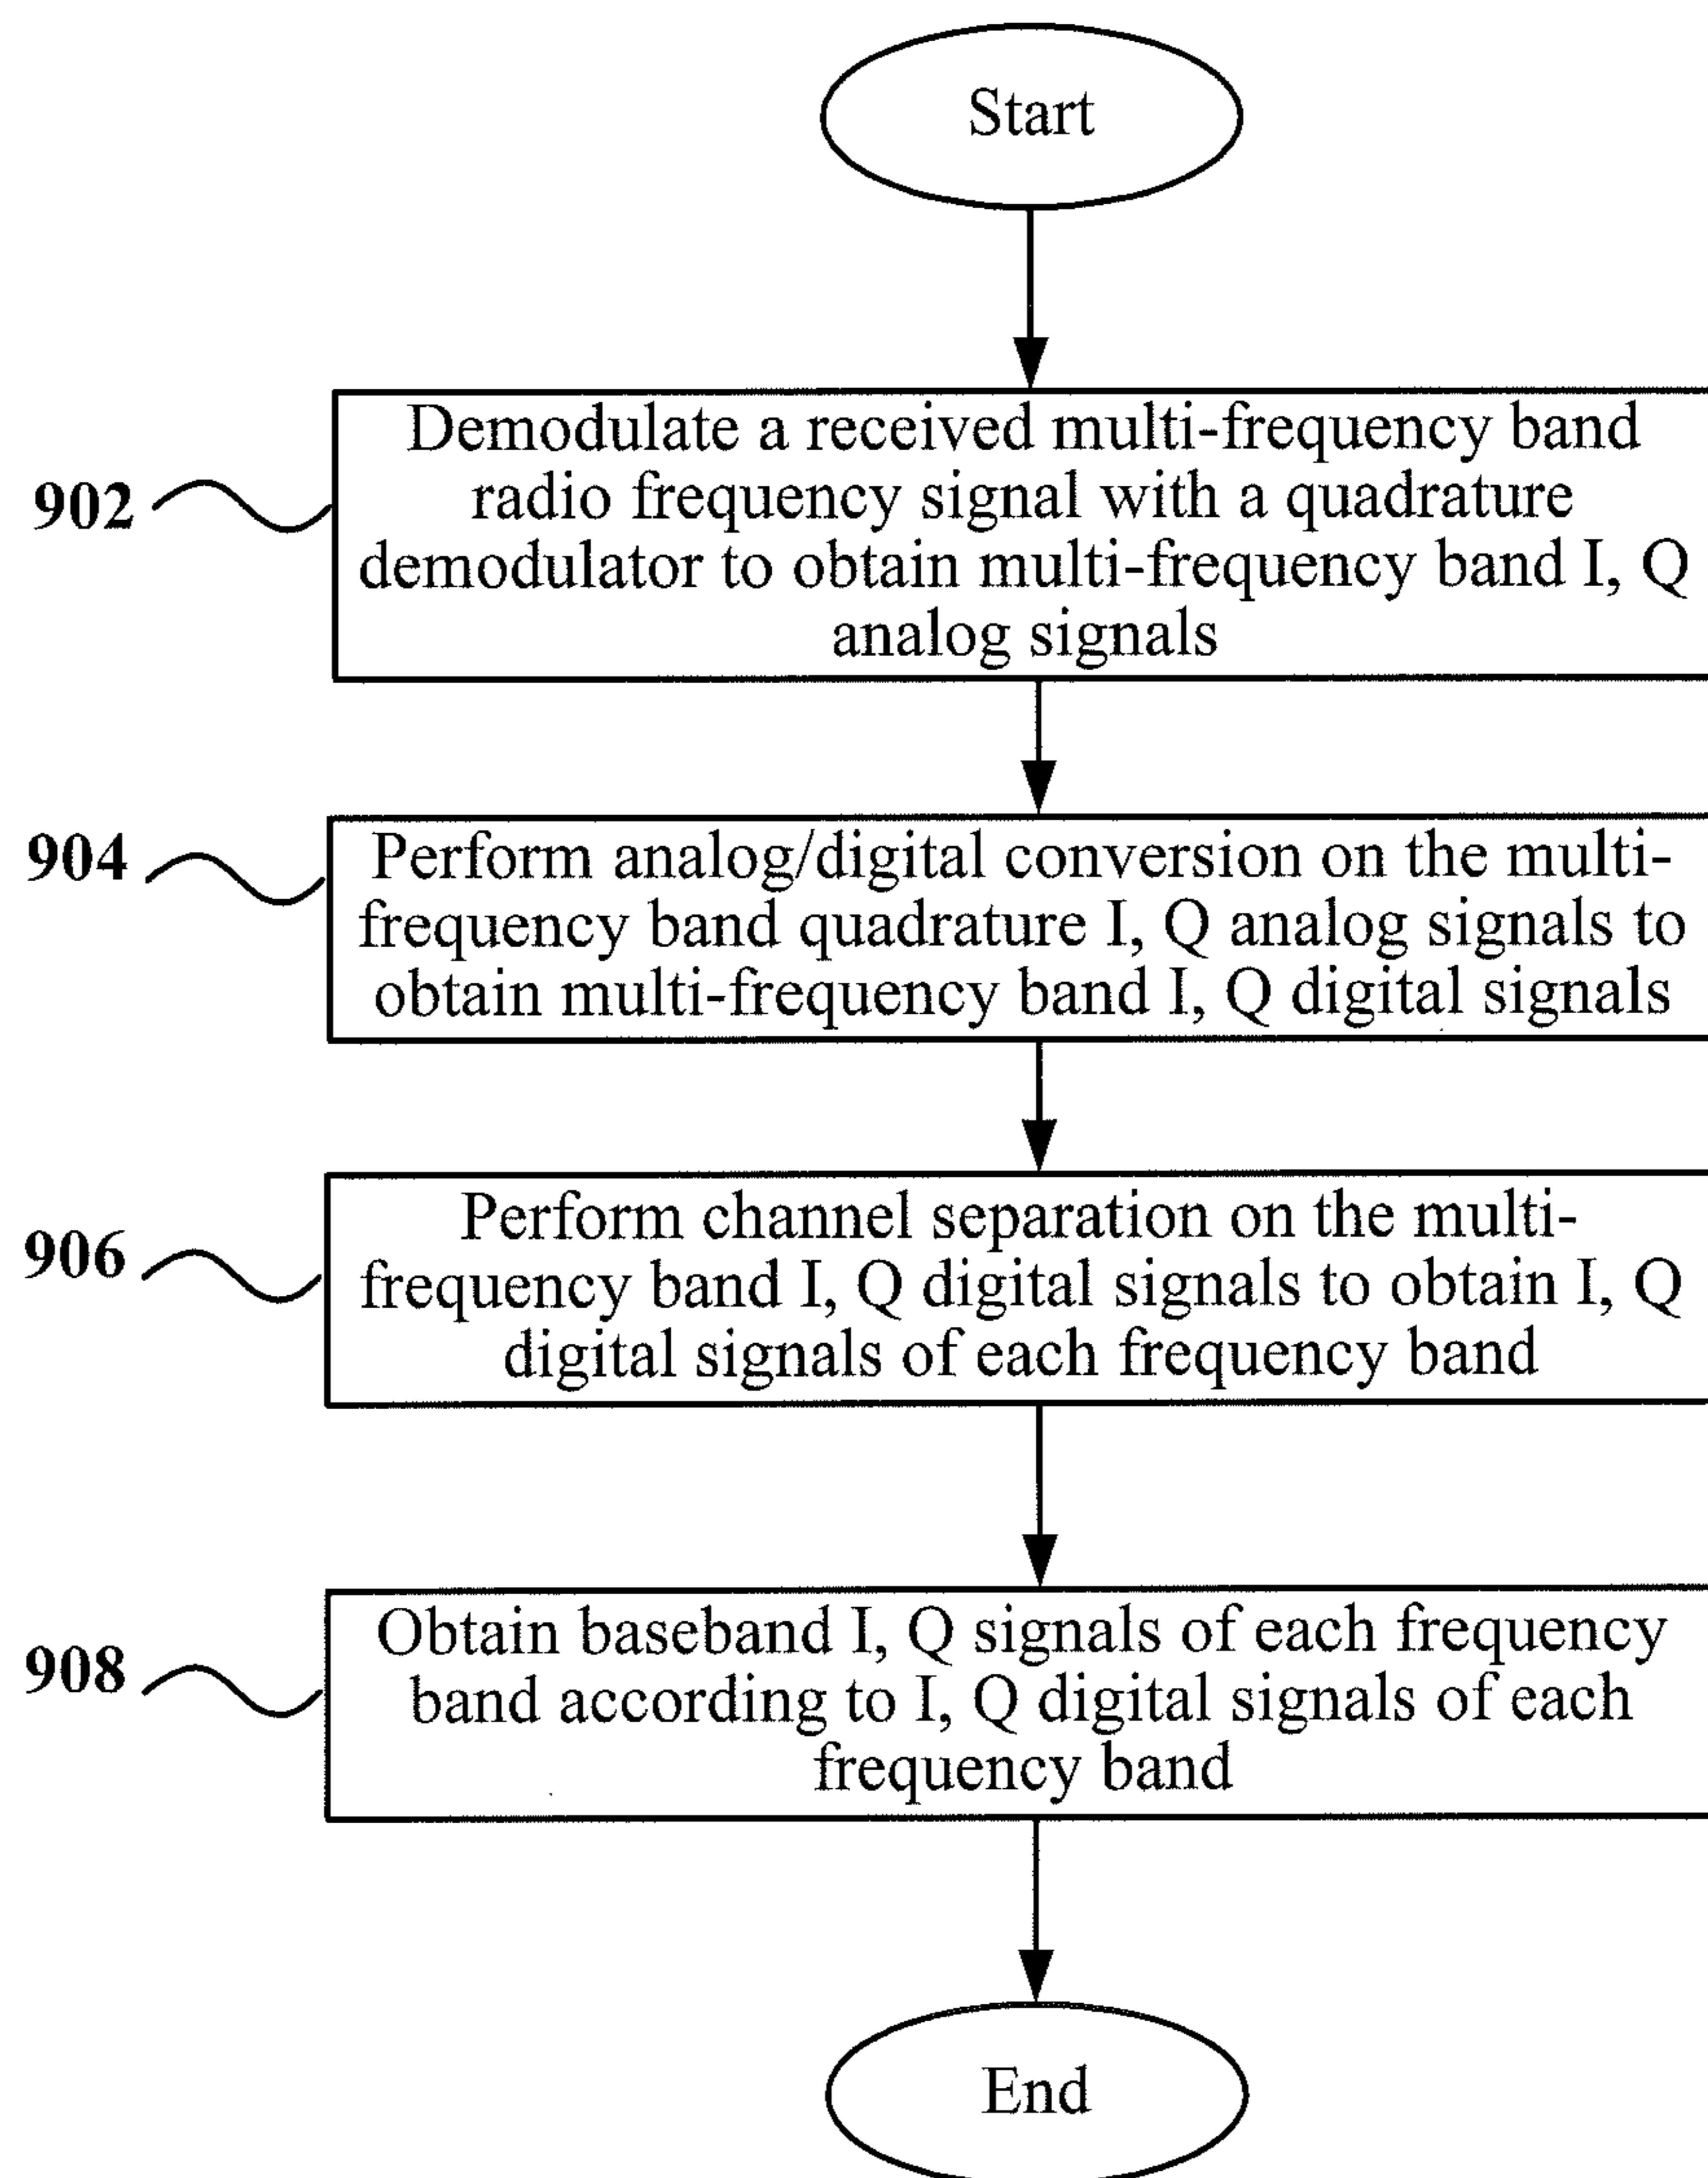 Start
902
Demodulate a received multi-frequency band
radio frequency signal with a quadrature
demodulator to obtain multi-frequency band I, Q
analog signals
904
Perform analog/digital conversion on the multi-
frequency band quadrature I, Q analog signals to
obtain multi-frequency band I, Q digital signals
906
Perform channel separation on the multi-
frequency band I, Q digital signals to obtain I, Q
digital signals of each frequency band
908
Obtain baseband I, Q signals of each frequency
band according to I, Q digital signals of each
frequency band
End